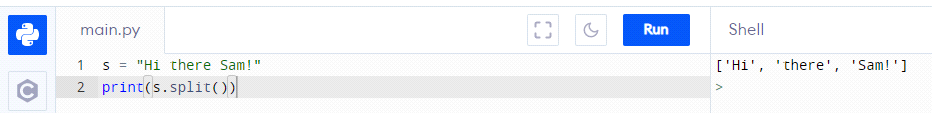 main.py
Run
Shell
1 s = "Hi there Sam!"
2 print(s.split())
['Hi', 'there', 'Sam!']
>